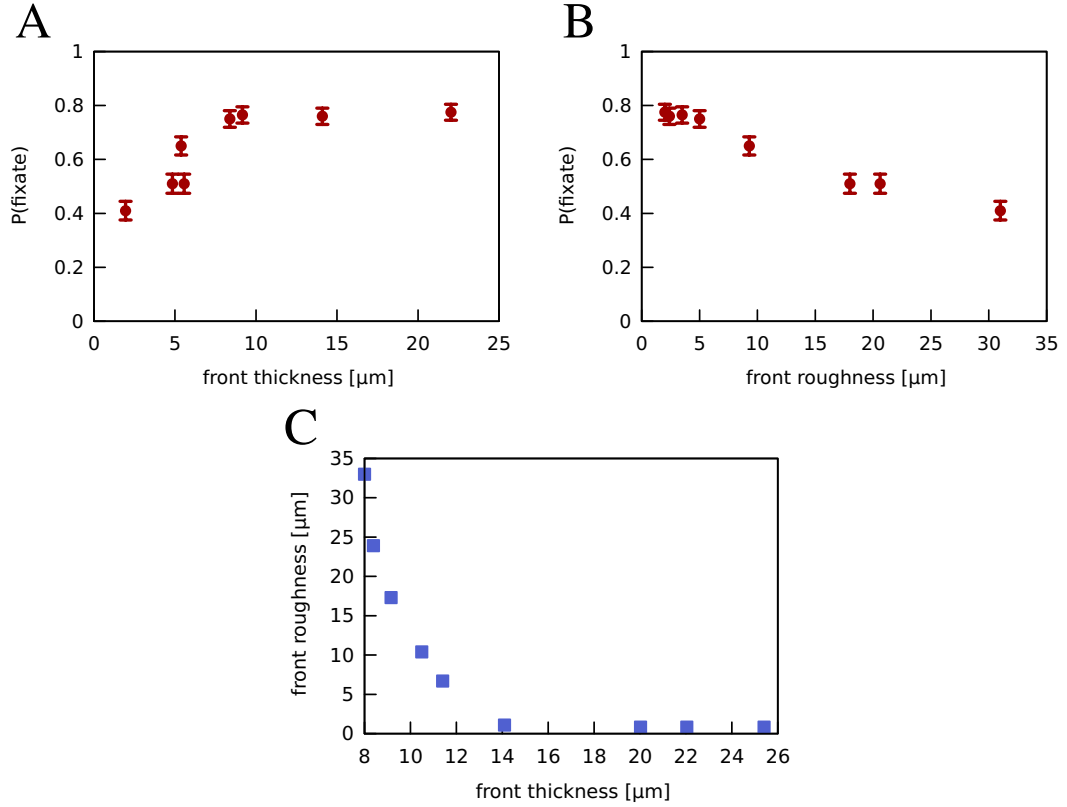 A
B
1
0.8
0.6
0.4
0.2
0
P(fixate)
0 5 10 15 20 25
front thickness [µm]
1
0.8
0.6
0.4
0.2
0
P(fixate)
0 5 10 15 20 25 30 35
front roughness [µm]
C
35
30
25
20
15
10
5
0
front roughness [µm]
8 10 12 14 16 18 20 22 24 26
front thickness [µm]